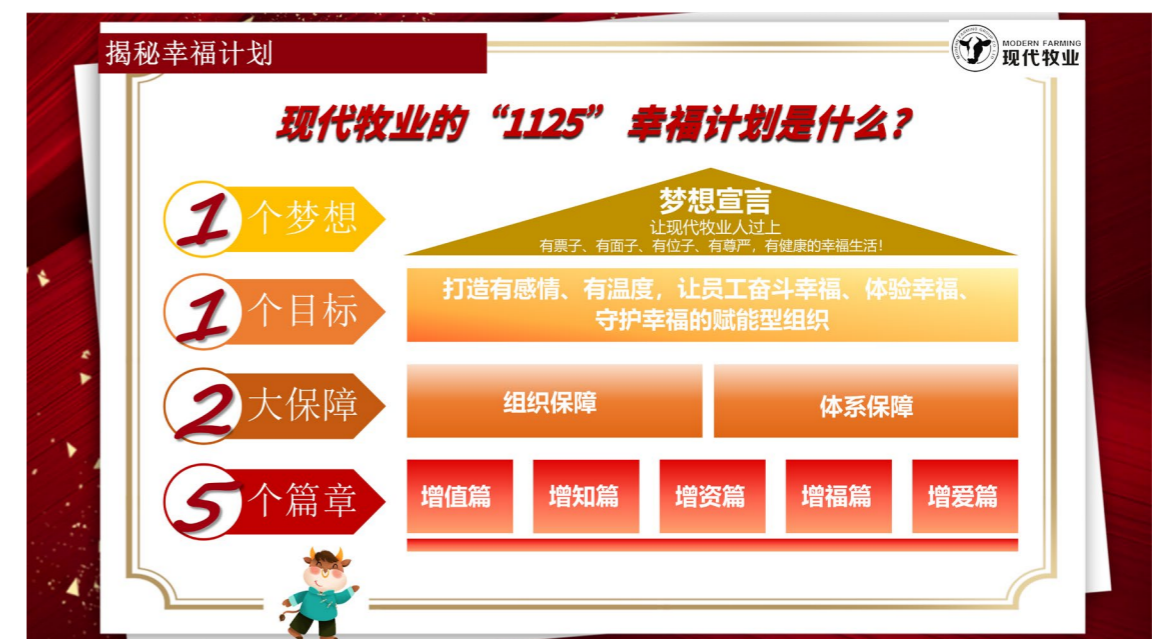 揭秘幸福计划
MODERN FARMING
现代牧业
现代牧业的“1125”幸福计划是什么?
1个梦想
梦想宣言
让现代牧业人过上
有票子、有面子、有位子、有尊严，有健康的幸福生活!
1个目标
打造有感情、有温度，让员工奋斗幸福、体验幸福、
守护幸福的赋能型组织
2大保障
组织保障
体系保障
5个篇章
增值篇
增知篇
增资篇
增福篇
增爱篇